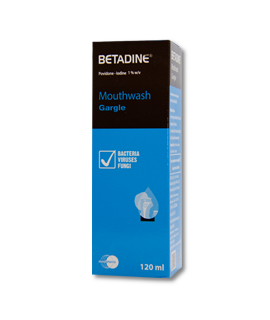 BETADINE®
Povidone-Iodine 1% w/v
Mouthwash
Gargle
BACTERIA
VIRUSES
FUNGI
120 ml